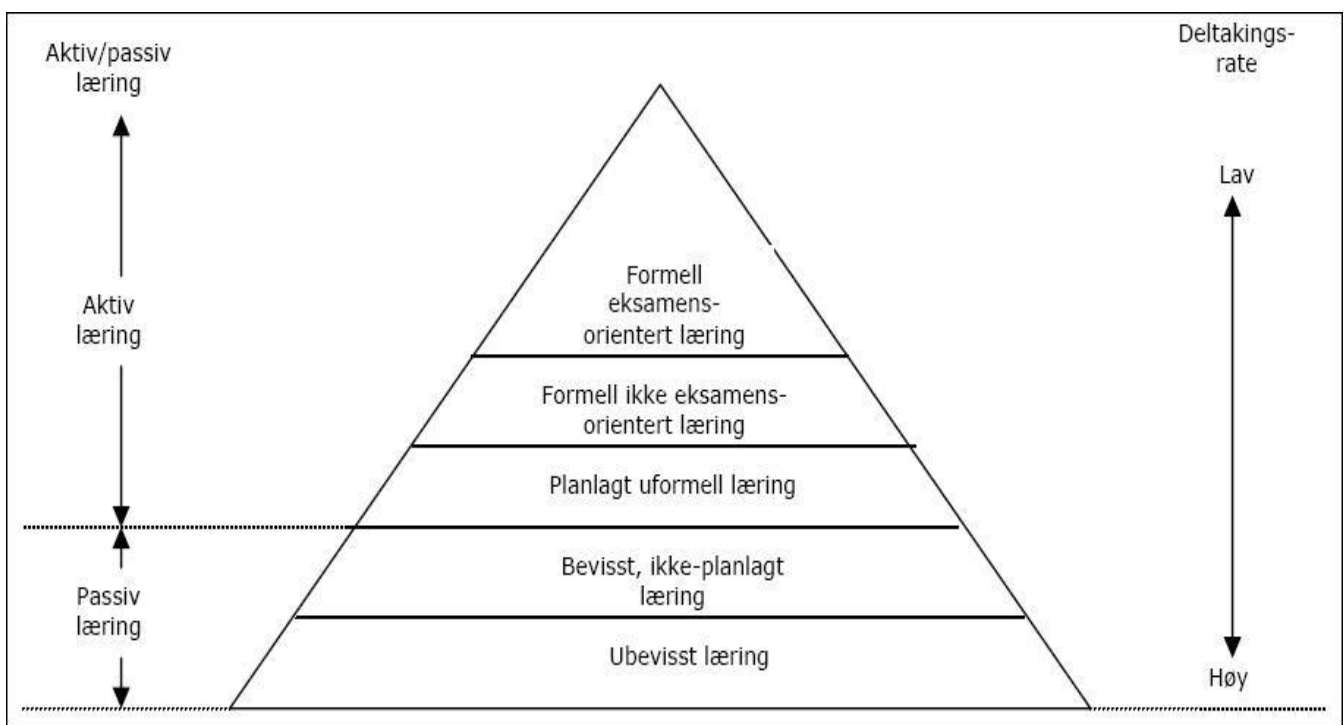 Aktiv/passiv
læring
Deltakings-
rate
Lav
Formell
eksamens-
orientert læring
Aktiv
læring
Formell ikke eksamens-
orientert læring
Planlagt uformell læring
Bevisst, ikke-planlagt
læring
Passiv
læring
Ubevisst læring
Høy